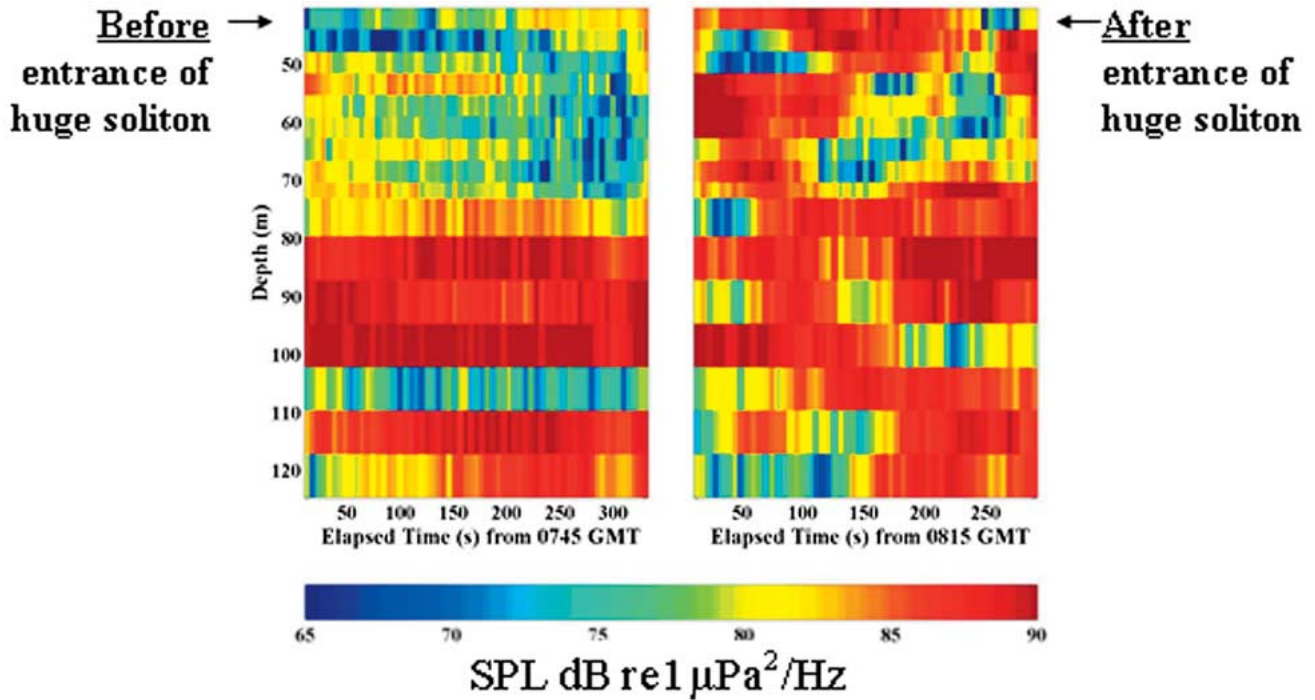 Before
entrance of
huge soliton
After
entrance of
huge soliton
Depth (m)
50
60
70
80
90
100
110
120
50 100 150 200 250 300
Elapsed Time (s) from 0745 GMT
50 100 150 200 250
Elapsed Time (s) from 0815 GMT
65 70 75 80 85 90
SPL dB re1 μPa²/Hz